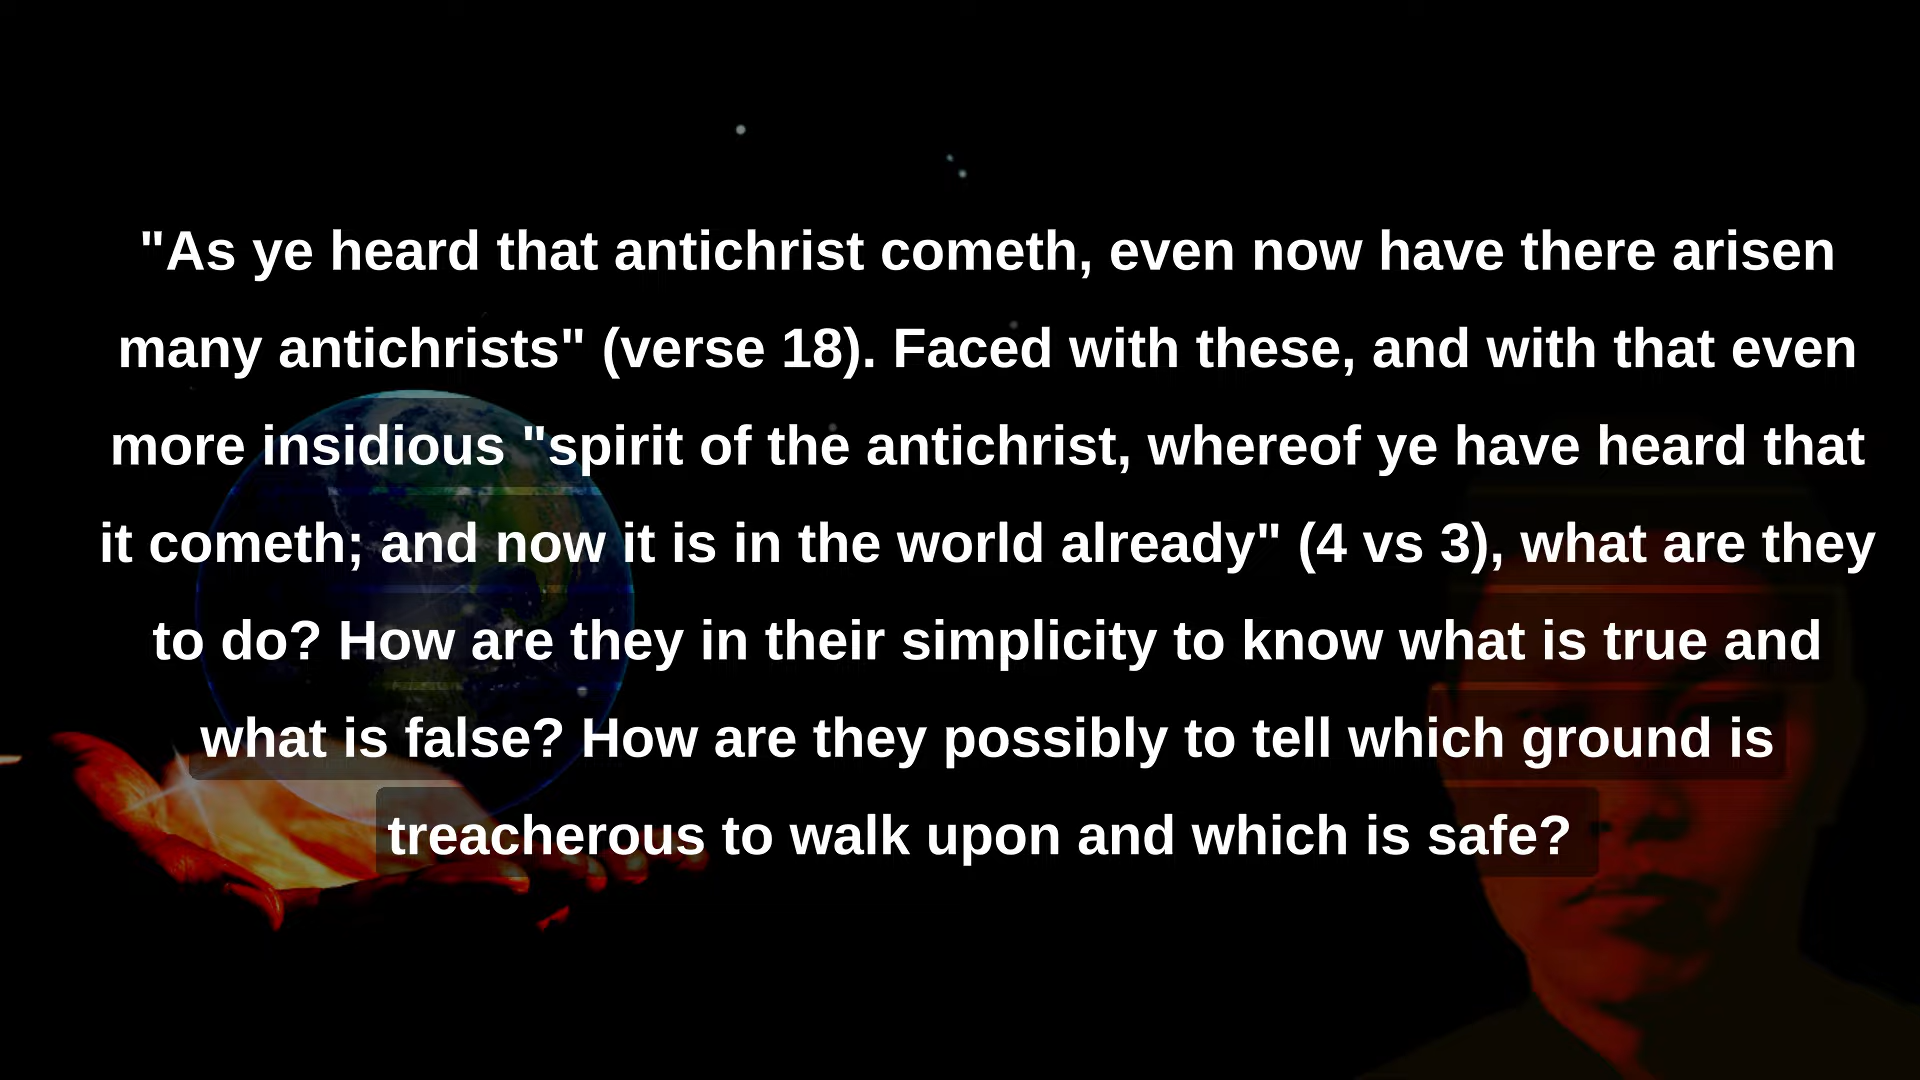 "As ye heard that antichrist cometh, even now have there arisen
many antichrists" (verse 18). Faced with these, and with that even
more insidious "spirit of the antichrist, whereof ye have heard that
it cometh; and now it is in the world already" (4 vs 3), what are they
to do? How are they in their simplicity to know what is true and
what is false? How are they possibly to tell which ground is
treacherous to walk upon and which is safe?